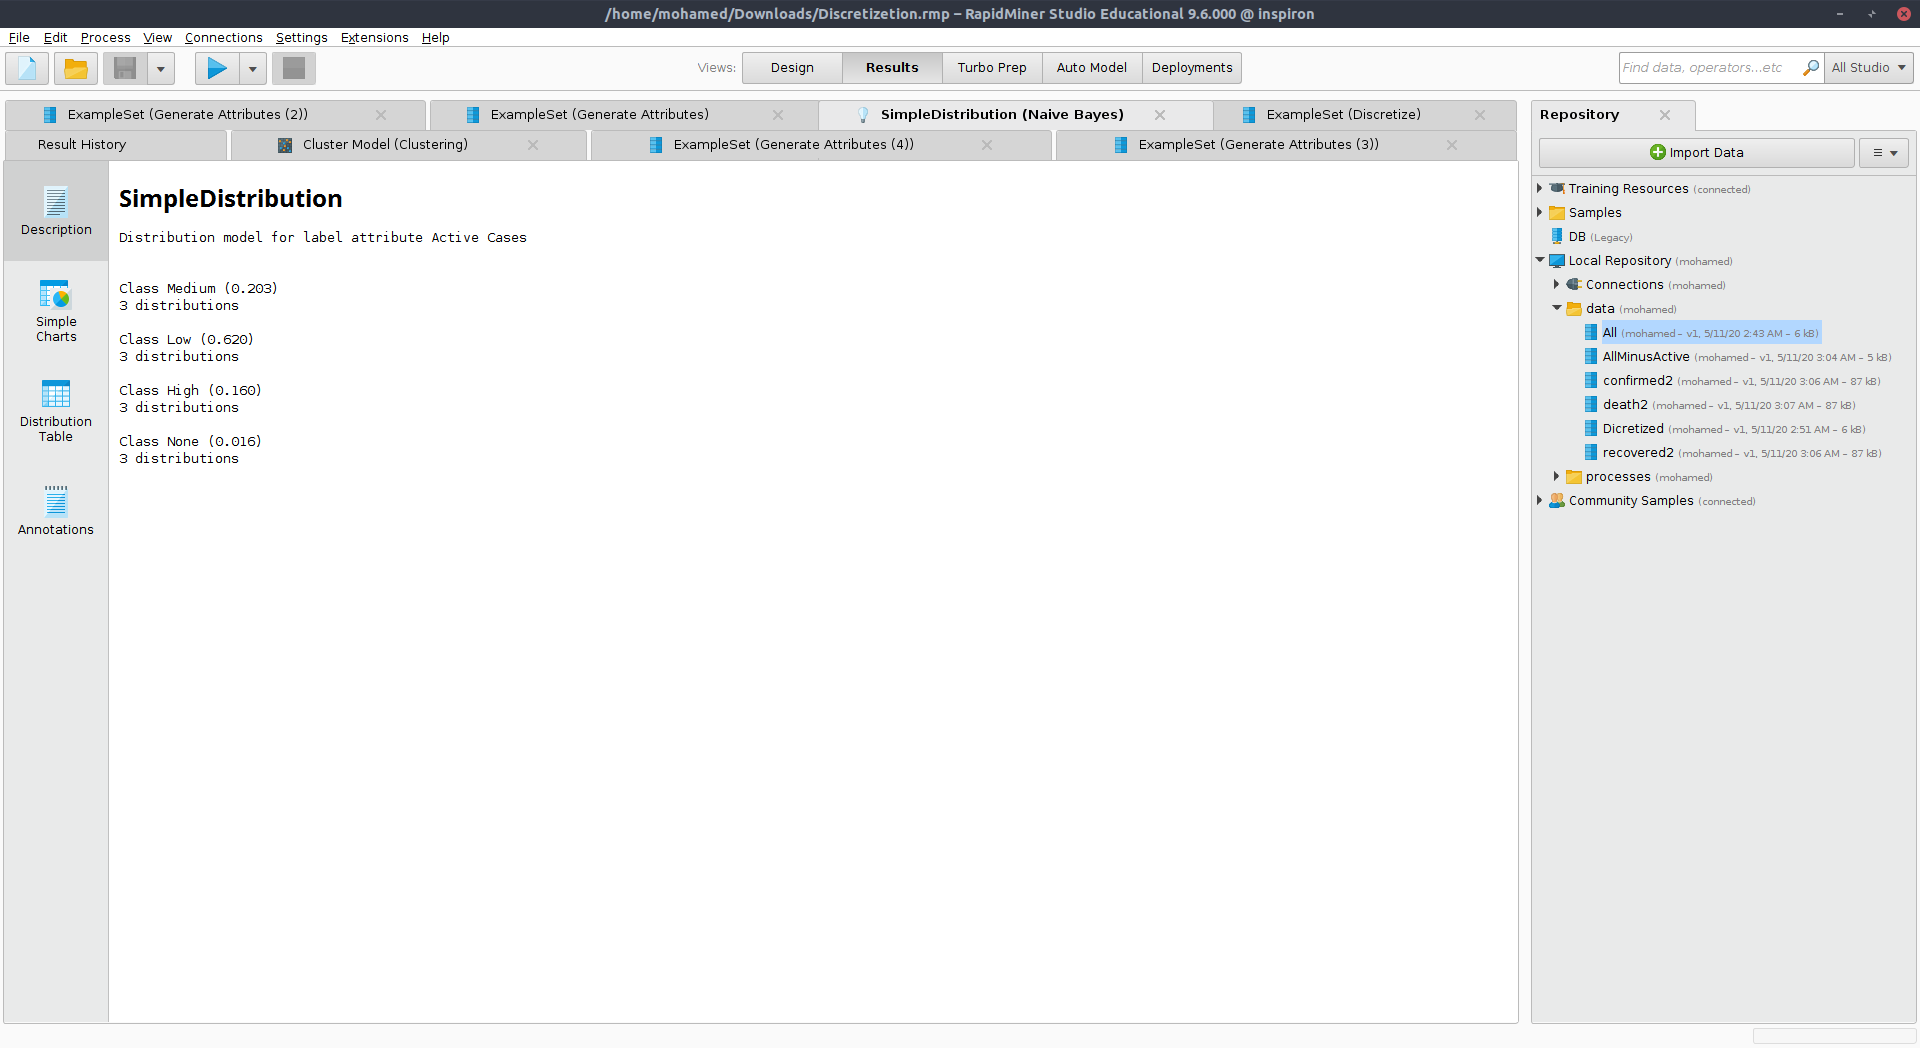 /home/mohamed/Downloads/Discretizetion.rmp – RapidMiner Studio Educational 9.6.000 @ inspiron
File Edit Process View Connections Settings Extensions Help
Views: Design Results Turbo Prep Auto Model Deployments
Find data, operators...etc All Studio
ExampleSet (Generate Attributes (2)) ExampleSet (Generate Attributes) SimpleDistribution (Naive Bayes) ExampleSet (Discretize)
Result History Cluster Model (Clustering) ExampleSet (Generate Attributes (4)) ExampleSet (Generate Attributes (3))
Description
Simple
Charts
Distribution
Table
Annotations
SimpleDistribution
Distribution model for label attribute Active Cases
Class Medium (0.203)
3 distributions
Class Low (0.620)
3 distributions
Class High (0.160)
3 distributions
Class None (0.016)
3 distributions
Repository
Import Data
Training Resources (connected)
Samples
DB (Legacy)
Local Repository (mohamed)
Connections (mohamed)
data (mohamed)
All (mohamed – v1, 5/11/20 2:43 AM – 6 kB)
AllMinusActive (mohamed – v1, 5/11/20 3:04 AM – 5 kB)
confirmed2 (mohamed – v1, 5/11/20 3:06 AM – 87 kB)
death2 (mohamed – v1, 5/11/20 3:07 AM – 87 kB)
Dicretized (mohamed – v1, 5/11/20 2:51 AM – 6 kB)
recovered2 (mohamed – v1, 5/11/20 3:06 AM – 87 kB)
processes (mohamed)
Community Samples (connected)